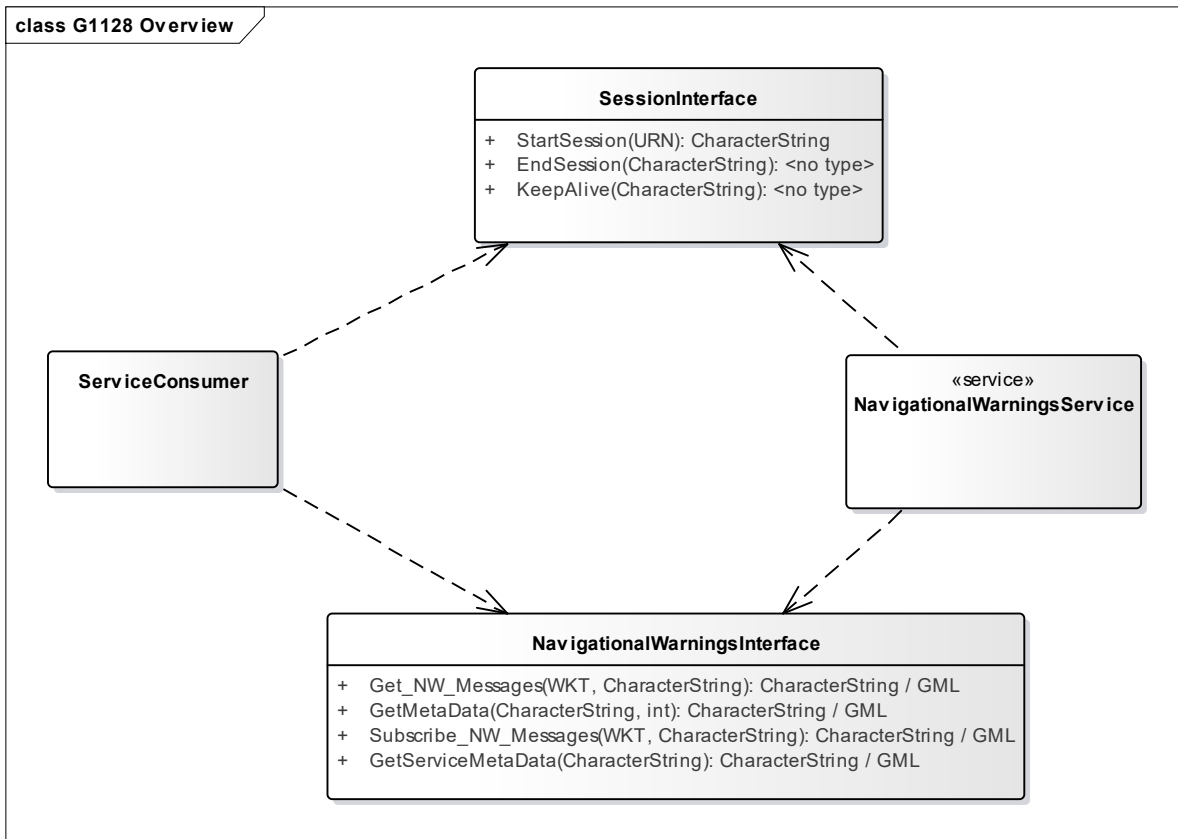 class G1128 Overview
SessionInterface
+ StartSession(URN): CharacterString
+ EndSession(CharacterString): <no type>
+ KeepAlive(CharacterString): <no type>
ServiceConsumer
«service»
NavigationalWarningsService
NavigationalWarningsInterface
+ Get_NW_Messages(WKT, CharacterString): CharacterString / GML
+ GetMetaData(CharacterString, int): CharacterString / GML
+ Subscribe_NW_Messages(WKT, CharacterString): CharacterString / GML
+ GetServiceMetaData(CharacterString): CharacterString / GML